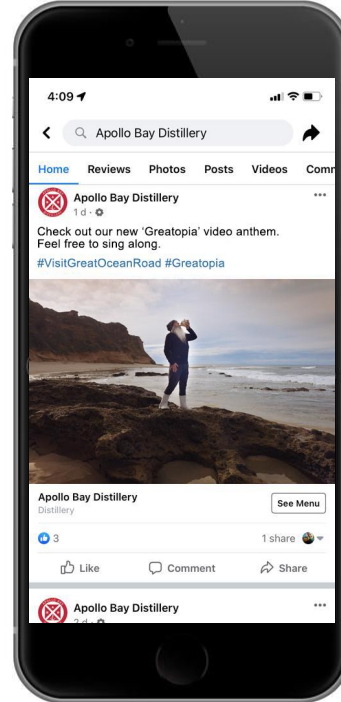 4:09
Apollo Bay Distillery
Home Reviews Photos Posts Videos Comm
Apollo Bay Distillery
1 d
Check out our new ‘Greatopia’ video anthem.
Feel free to sing along.
#VisitGreatOceanRoad #Greatopia
Apollo Bay Distillery
Distillery
See Menu
3
1 share
Like Comment Share
Apollo Bay Distillery
2 d